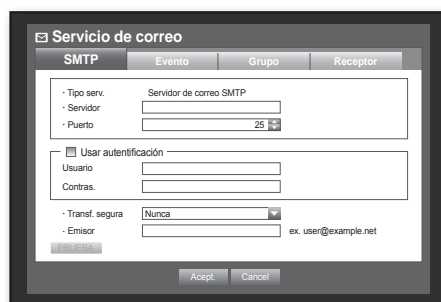 Servicio de correo
SMTP Evento Grupo Receptor
· Tipo serv. Servidor de correo SMTP
· Servidor
· Puerto 25
Usar autentificación
Usuario
Contras.
· Transf. segura Nunca
· Emisor ex. user@example.net
PRUEBA
Acept. Cancel